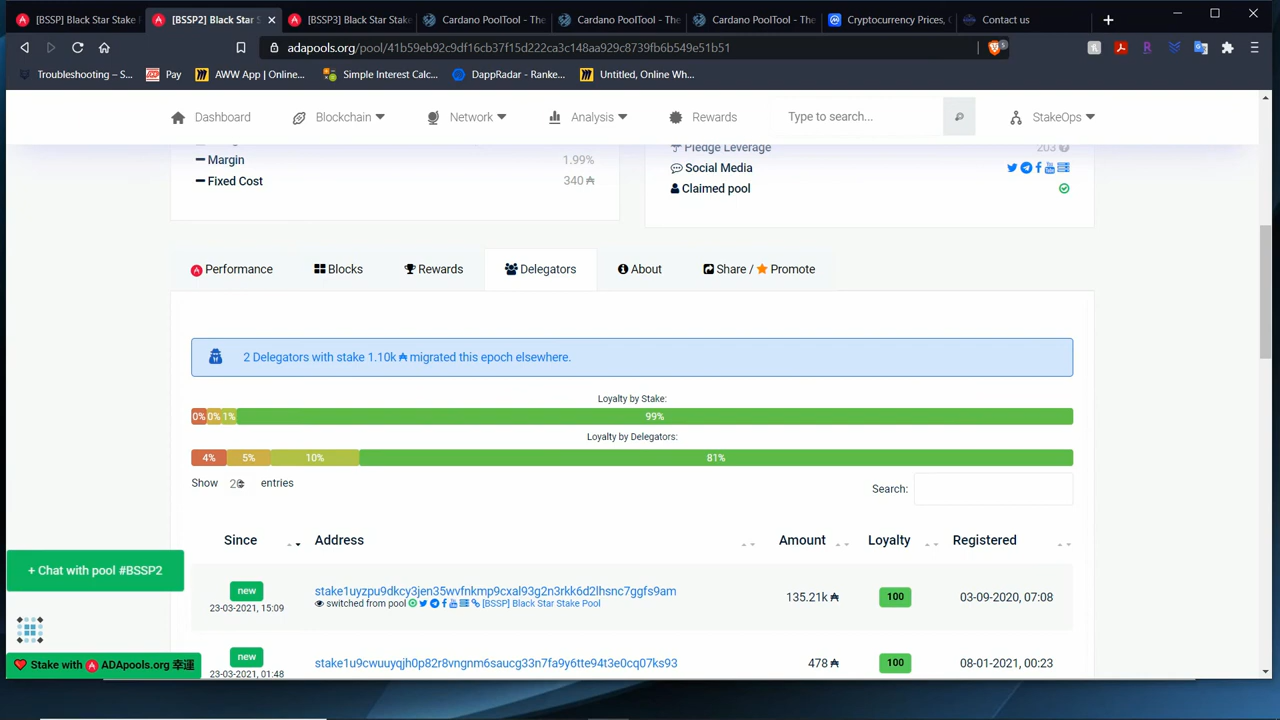 [BSSP] Black Star Stake
[BSSP2] Black Star S
[BSSP3] Black Star Stake
Cardano PoolTool - The
Cardano PoolTool - The
Cardano PoolTool - The
Cryptocurrency Prices,
Contact us
adapools.org/pool/41b59eb92c9df16cb37f15d222ca3c148aa929c8739fb6b549e51b51
5
Troubleshooting – S...
Pay
AWW App | Online...
Simple Interest Calc...
DappRadar - Ranke...
Untitled, Online Wh...
Dashboard
Blockchain
Network
Analysis
Rewards
Type to search...
StakeOps
Margin
1.99%
Fixed Cost
340 ₳
Pledge Leverage
203
Social Media
Claimed pool
Performance
Blocks
Rewards
Delegators
About
Share / Promote
2 Delegators with stake 1.10k ₳ migrated this epoch elsewhere.
Loyalty by Stake:
0% 0% 1% 99%
Loyalty by Delegators:
4% 5% 10% 81%
Show 20 entries
Search:
Since
Address
Amount
Loyalty
Registered
new
23-03-2021, 15:09
stake1uyzpu9dkcy3jen35wvfnkmp9cxal93g2n3rkk6d2lhsnc7ggfs9am
switched from pool [BSSP] Black Star Stake Pool
135.21k ₳
100
03-09-2020, 07:08
new
23-03-2021, 01:48
stake1u9cwuuyqjh0p82r8vngnm6saucg33n7fa9y6tte94t3e0cq07ks93
478 ₳
100
08-01-2021, 00:23
+ Chat with pool #BSSP2
Stake with ADApools.org 幸運